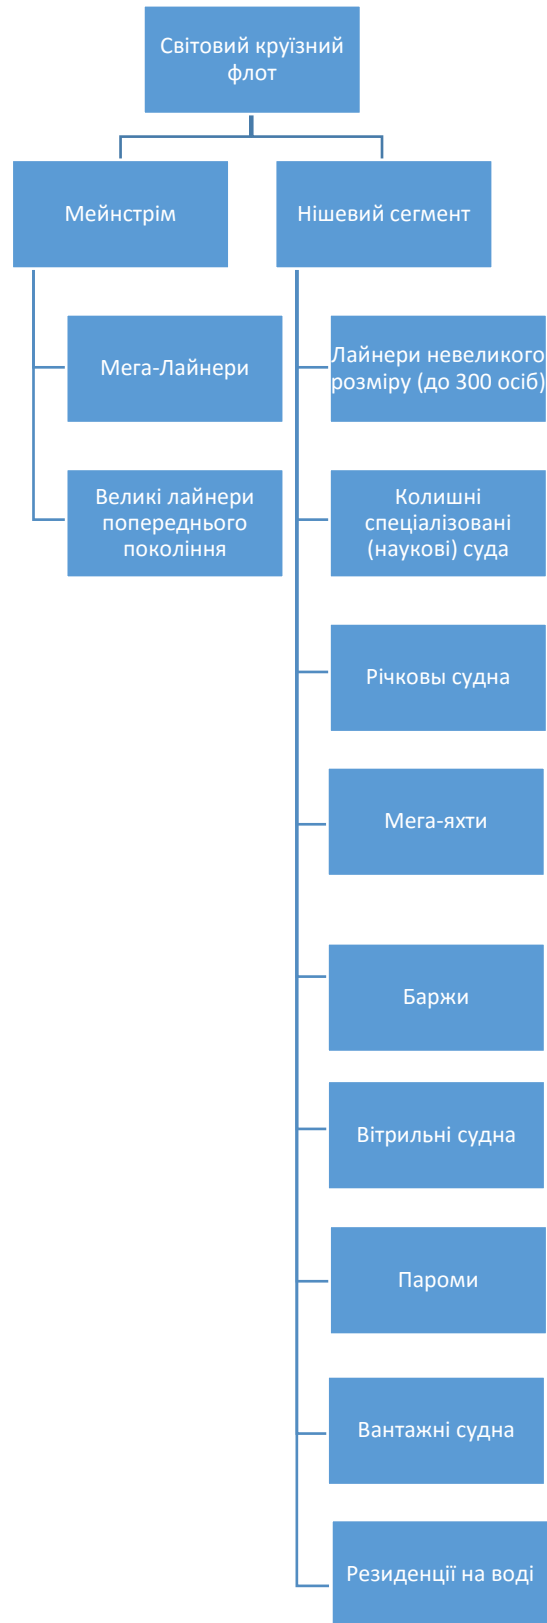 Світовий круїзний
флот
Мейнстрім
Нішевий сегмент
Мега-Лайнери
Великі лайнери
попереднього
покоління
Лайнери невеликого
розміру (до 300 осіб)
Колишні
спеціалізовані
(наукові) суда
Річковы судна
Мега-яхти
Баржи
Вітрильні судна
Пароми
Вантажні судна
Резиденції на воді